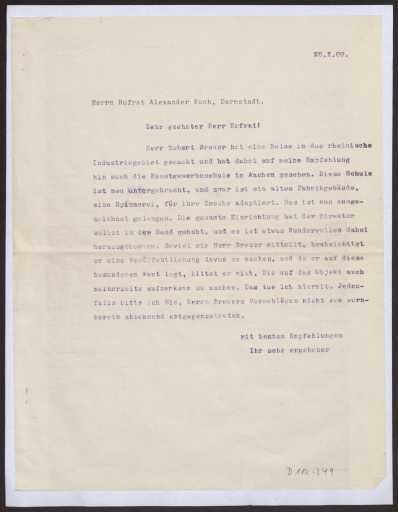 28.X.09.
Herrn Hofrat Alexander Koch, Darmstadt.
Sehr geehrter Herr Hofrat!
Herr Robert Breuer hat eine Reise in das rheinische
Industriegebiet gemacht und hat dabei auf meine Empfehlung
hin auch die Kunstgewerbeschule in Aachen gesehen. Diese Schule
ist neu untergebracht, und zwar ist ein altes Fabrikgebäude,
eine Spinnerei, für ihre Zwecke adaptiert. Das ist nun ausge-
zeichnet gelungen. Die gesamte Einrichtung hat der Direktor
selbst in der Hand gehabt, und es ist etwas Wundervolles dabei
herausgekommen. Soviel mir Herr Breuer mitteilt, beabsichtigt
er eine Veröffentlichung davon zu machen, und da er auf diese
besonderen Wert legt, bittet er mich, Sie auf das Objekt auch
meinerseits aufmerksam zu machen. Das tue ich hiermit. Jeden-
falls bitte ich Sie, Herrn Breuers Vorschlägen nicht von vorn-
herein ablehnend entgegenzutreten.
Mit besten Empfehlungen
Ihr sehr ergebener